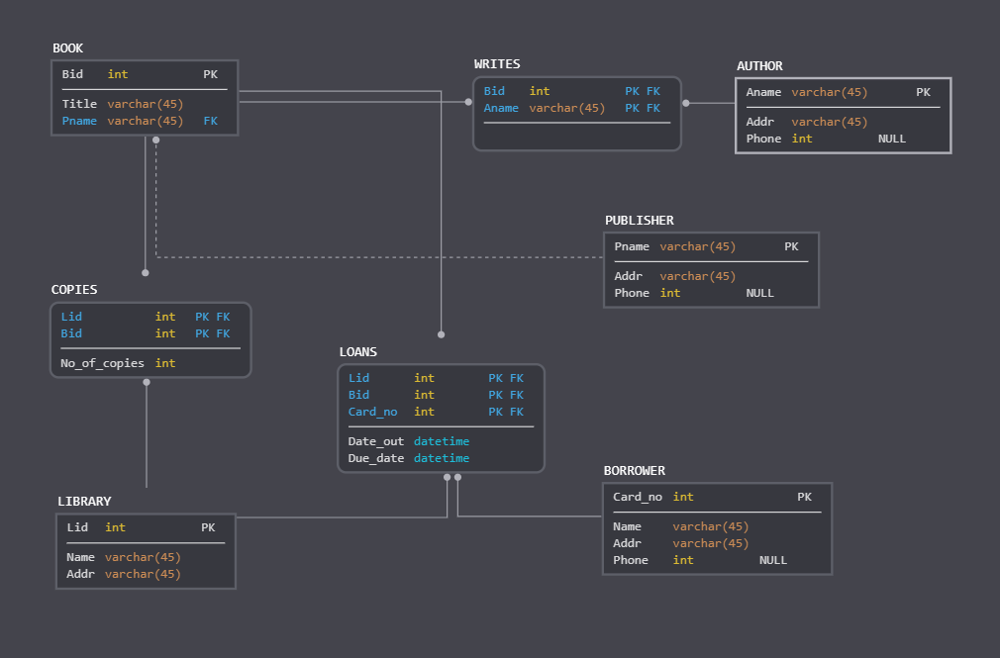 BOOK
Bid int PK
Title varchar(45)
Pname varchar(45) FK
WRITES
Bid int PK FK
Aname varchar(45) PK FK
AUTHOR
Aname varchar(45) PK
Addr varchar(45)
Phone int NULL
PUBLISHER
Pname varchar(45) PK
Addr varchar(45)
Phone int NULL
COPIES
Lid int PK FK
Bid int PK FK
No_of_copies int
LOANS
Lid int PK FK
Bid int PK FK
Card_no int PK FK
Date_out datetime
Due_date datetime
LIBRARY
Lid int PK
Name varchar(45)
Addr varchar(45)
BORROWER
Card_no int PK
Name varchar(45)
Addr varchar(45)
Phone int NULL